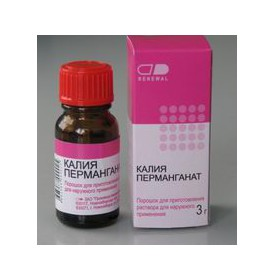 RENEWAL
КАЛИЯ
ПЕРМАНГАНАТ
Порошок для приготовления
раствора для наружного
применения
3 г
КАЛИЯ
ПЕРМАНГАНАТ
Порошок для приготовления
для наружного применения
ЗАО